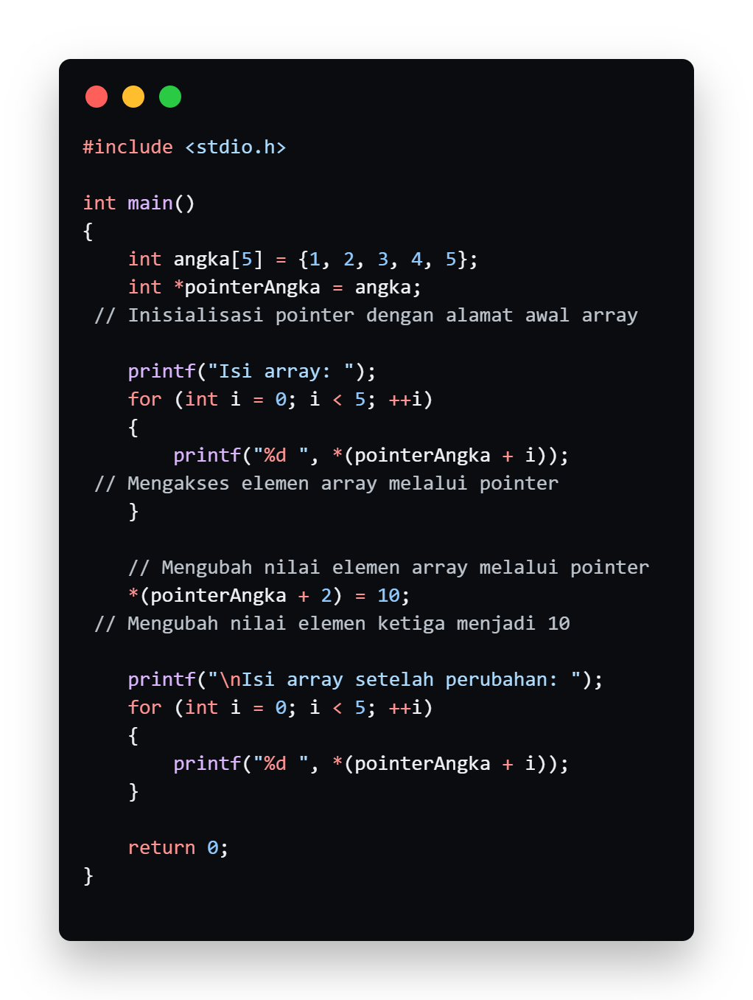 #include <stdio.h>
int main()
{
    int angka[5] = {1, 2, 3, 4, 5};
    int *pointerAngka = angka;
 // Inisialisasi pointer dengan alamat awal array
    printf("Isi array: ");
    for (int i = 0; i < 5; ++i)
    {
        printf("%d ", *(pointerAngka + i));
 // Mengakses elemen array melalui pointer
    }
    // Mengubah nilai elemen array melalui pointer
    *(pointerAngka + 2) = 10;
 // Mengubah nilai elemen ketiga menjadi 10
    printf("\nIsi array setelah perubahan: ");
    for (int i = 0; i < 5; ++i)
    {
        printf("%d ", *(pointerAngka + i));
    }
    return 0;
}